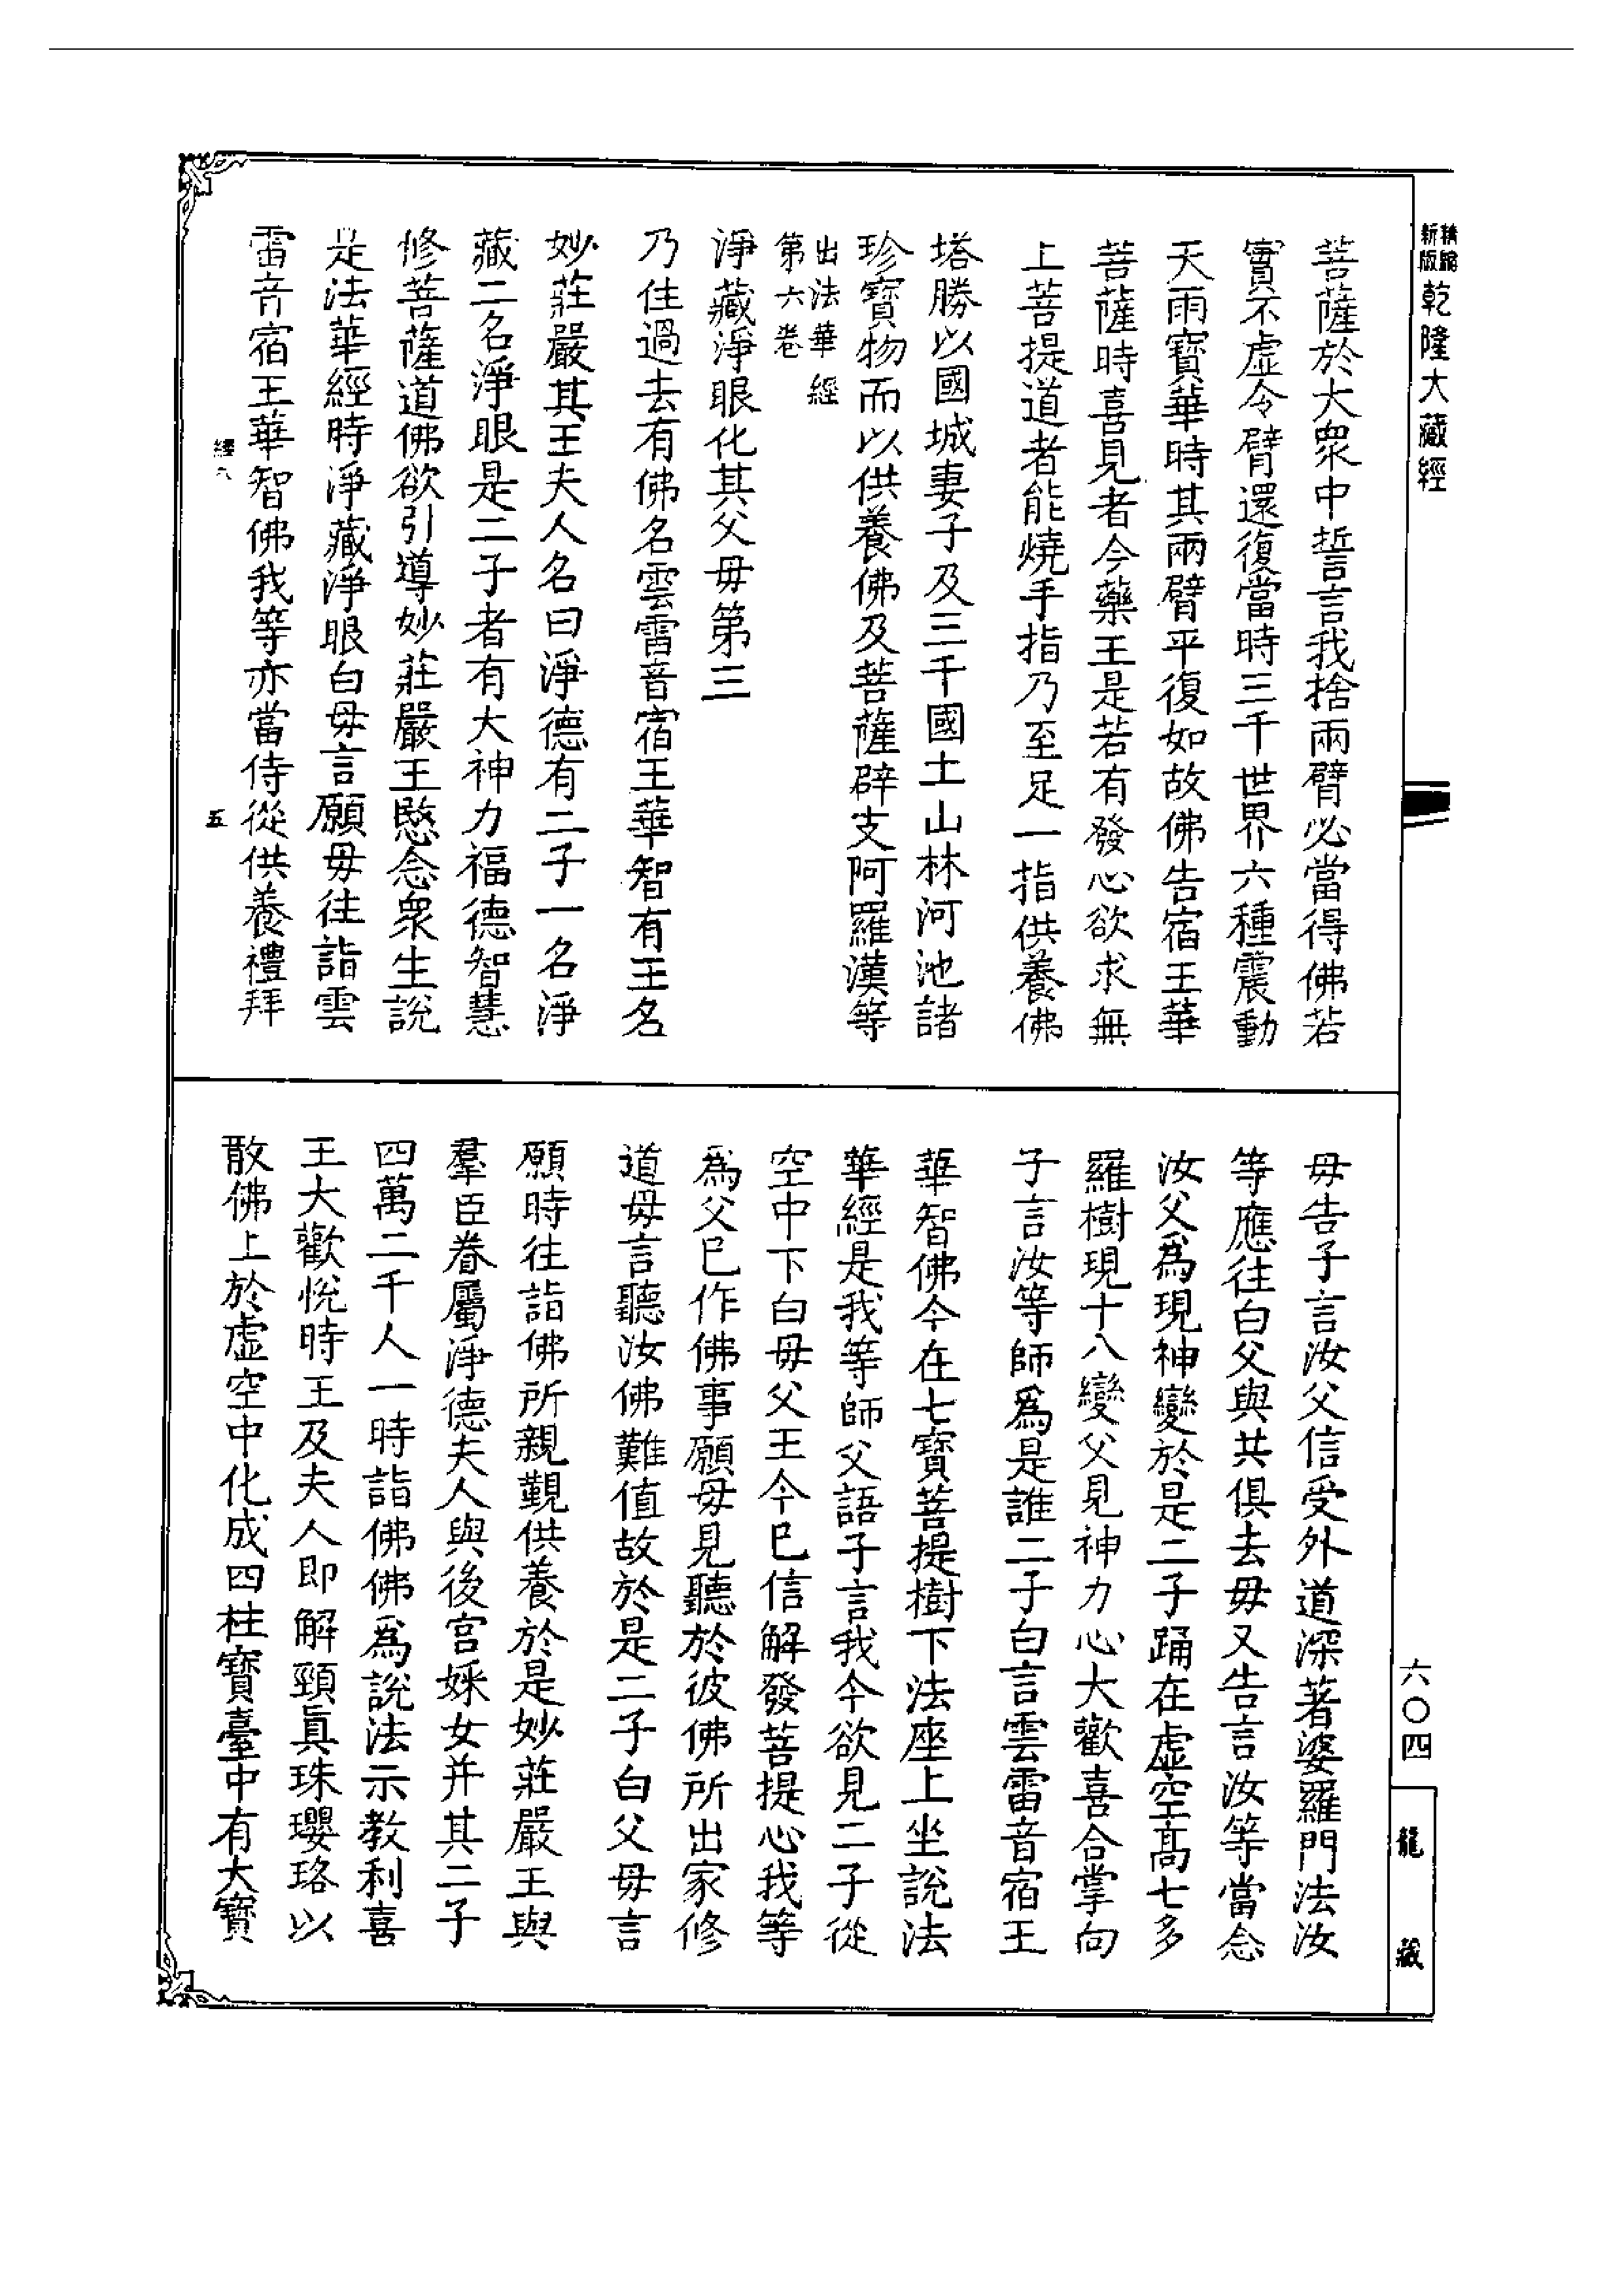 精編
新版
乾隆大藏經
菩薩於大衆中誓言我捨兩臂必當得佛若
實不虛令臂還復當時三千世界六種震動
天雨寶華時其兩臂平復如故佛告宿王華
菩薩時喜見者今藥王是若有發心欲求無
上菩提道者能燒手指乃至足一指供養佛
塔勝以國城妻子及三千國土山林河池諸
珍寶物而以供養佛及菩薩辟支阿羅漢等
出法華經
第六卷
淨藏淨眼化其父毋第三
乃住過去有佛名雲雷音宿王華智有王名
妙莊嚴其王夫人名曰淨德有二子一名淨
藏二名淨眼是二子者有大神力福德智慧
修菩薩道佛欲引導妙莊嚴王愍念衆生說
是法華經時淨藏淨眼白毋言願毋往詣雲
雷音宿王華智佛我等亦當侍從供養禮拜
經六
五
毋告子言汝父信受外道深著婆羅門法汝
等應往白父與共俱去毋又告言汝等當念
汝父爲現神變於是二子踊在虛空高七多
羅樹現十八變父見神力心大歡喜合掌向
子言汝等師爲是誰二子白言雲雷音宿王
華智佛今在七寶菩提樹下法座上坐說法
華經是我等師父語子言我今欲見二子從
空中下白毋父王今已信解發菩提心我等
爲父已作佛事願毋見聽於彼佛所出家修
道毋言聽汝佛難值故於是二子白父毋言
願時往詣佛所親覲供養於是妙莊嚴王與
羣臣眷屬淨德夫人與後宮婇女并其二子
四萬二千人一時詣佛佛爲說法示教利喜
王大歡悅時王及夫人即解頸眞珠瓔珞以
散佛上於虛空中化成四柱寶臺中有大寶
六〇四
龍藏